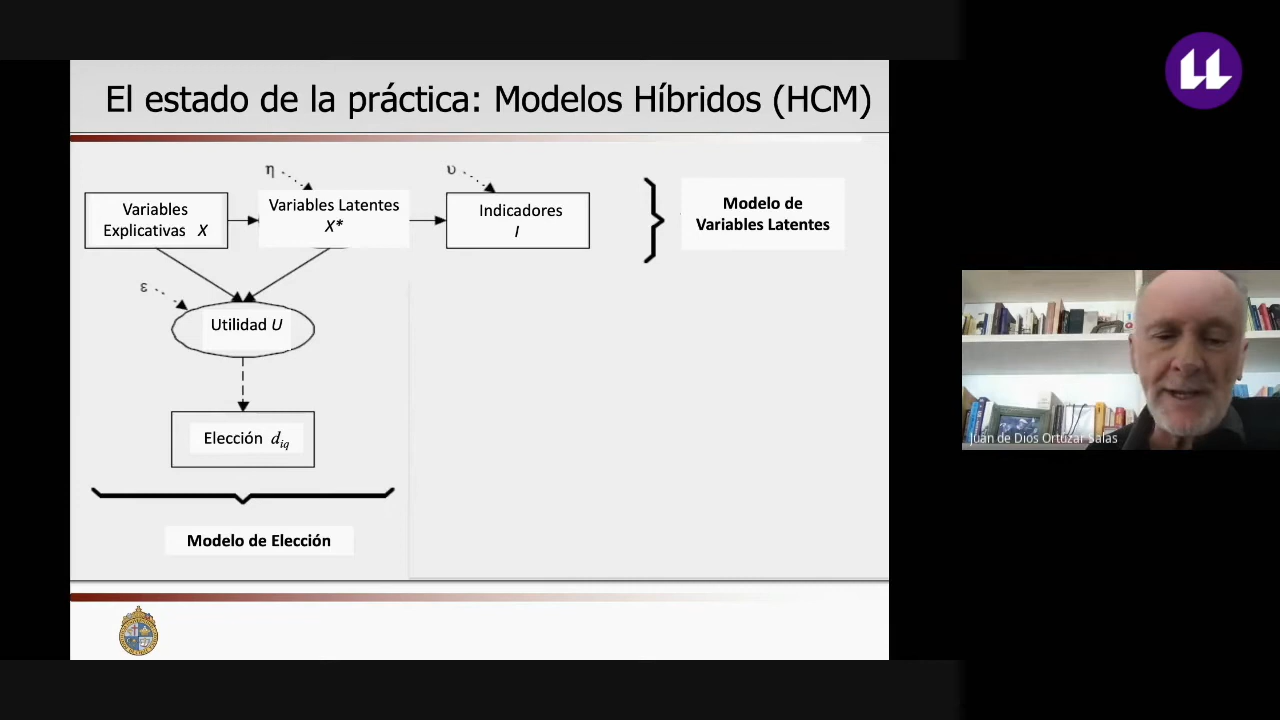 El estado de la práctica: Modelos Híbridos (HCM)
η
υ
Variables
Explicativas X
Variables Latentes
X*
Indicadores
I
Modelo de
Variables Latentes
ε
Utilidad U
Elección d_iq
Modelo de Elección
Juan de Dios Ortúzar Salas